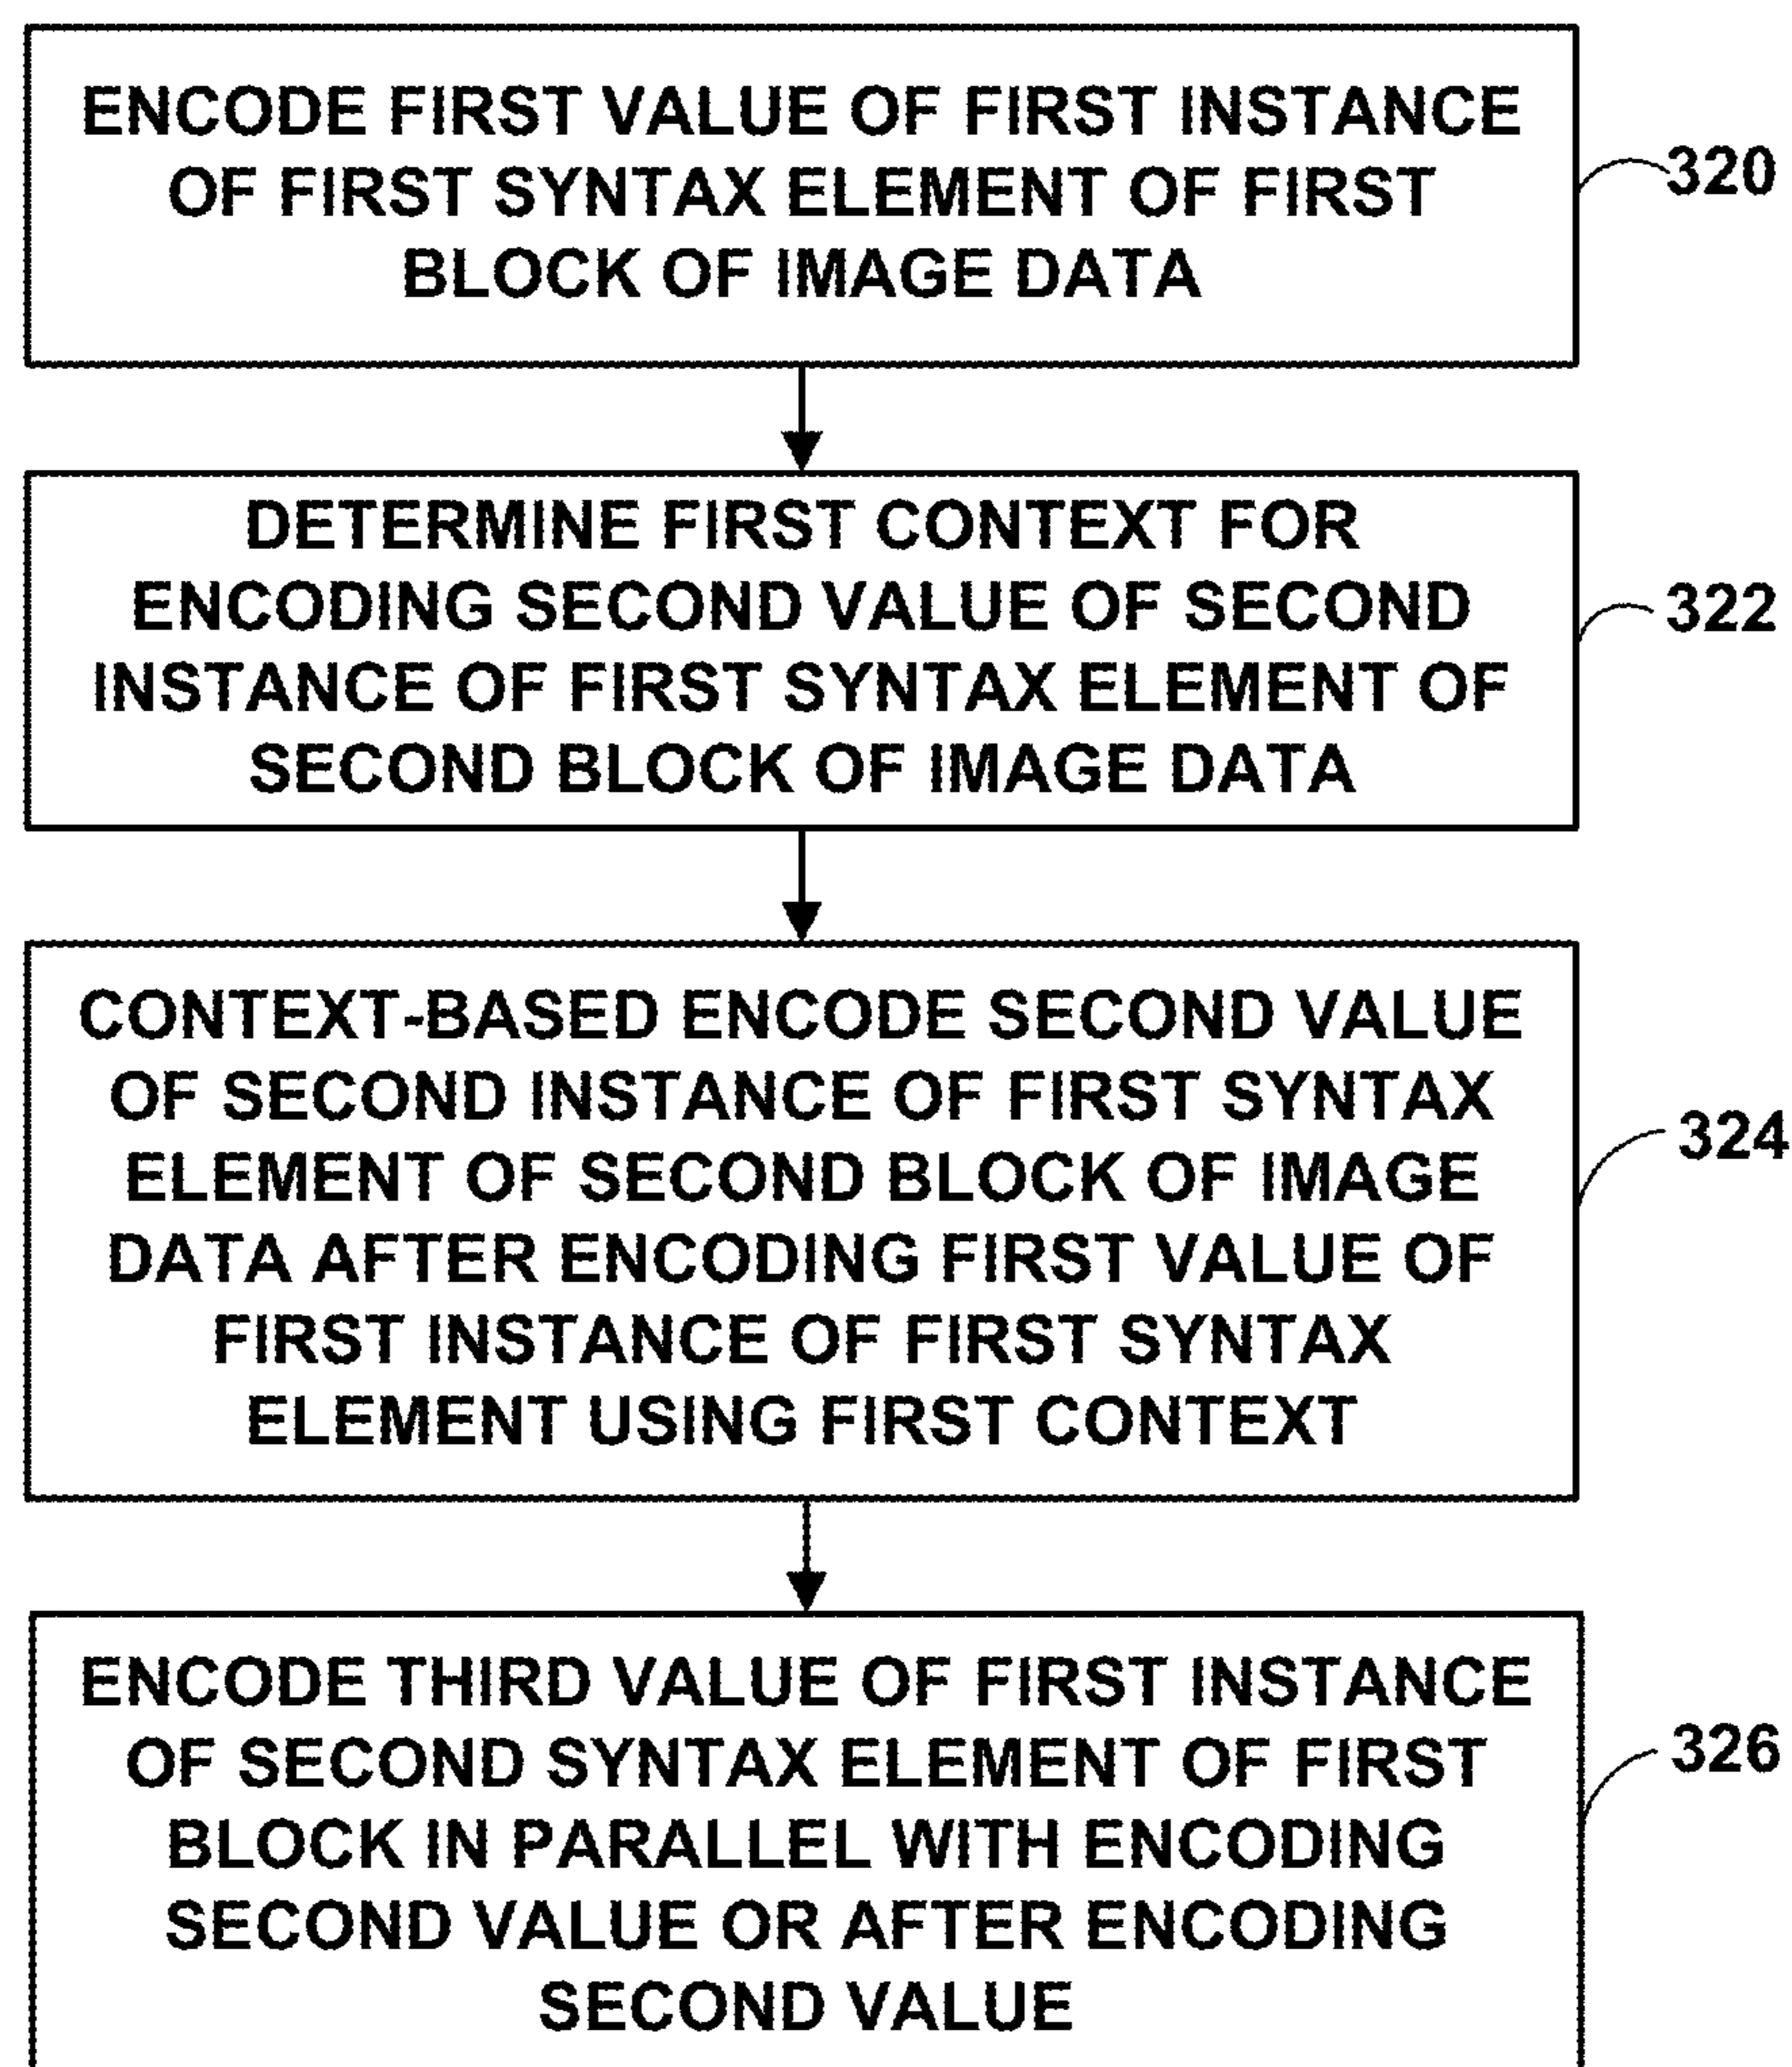 ENCODE FIRST VALUE OF FIRST INSTANCE
OF FIRST SYNTAX ELEMENT OF FIRST
BLOCK OF IMAGE DATA
320
DETERMINE FIRST CONTEXT FOR
ENCODING SECOND VALUE OF SECOND
INSTANCE OF FIRST SYNTAX ELEMENT OF
SECOND BLOCK OF IMAGE DATA
322
CONTEXT-BASED ENCODE SECOND VALUE
OF SECOND INSTANCE OF FIRST SYNTAX
ELEMENT OF SECOND BLOCK OF IMAGE
DATA AFTER ENCODING FIRST VALUE OF
FIRST INSTANCE OF FIRST SYNTAX
ELEMENT USING FIRST CONTEXT
324
ENCODE THIRD VALUE OF FIRST INSTANCE
OF SECOND SYNTAX ELEMENT OF FIRST
BLOCK IN PARALLEL WITH ENCODING
SECOND VALUE OR AFTER ENCODING
SECOND VALUE
326